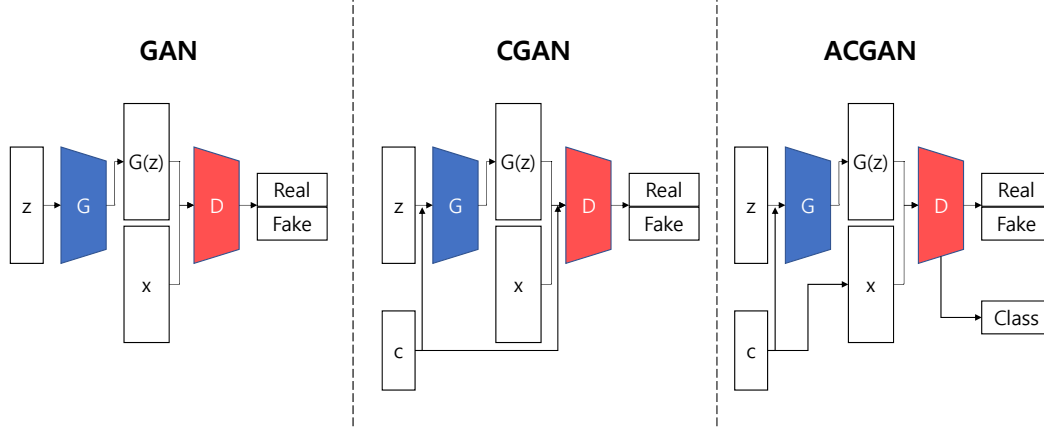 GAN
z
G
G(z)
x
D
Real
Fake
CGAN
z
c
G
G(z)
x
D
Real
Fake
ACGAN
z
c
G
G(z)
x
D
Real
Fake
Class